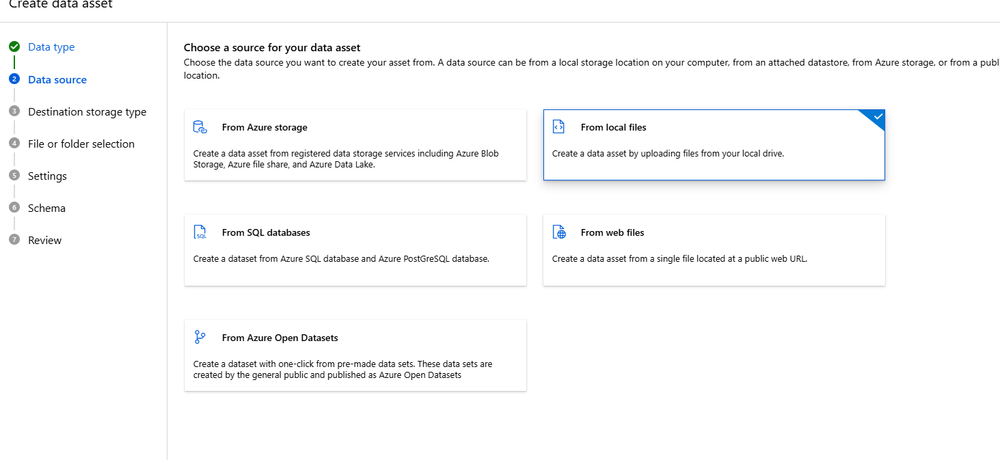 Create data asset
Data type
2
Data source
3
Destination storage type
4
File or folder selection
5
Settings
6
Schema
7
Review
Choose a source for your data asset
Choose the data source you want to create your asset from. A data source can be from a local storage location on your computer, from an attached datastore, from Azure storage, or from a publi
location.
From Azure storage
Create a data asset from registered data storage services including Azure Blob
Storage, Azure file share, and Azure Data Lake.
From local files
Create a data asset by uploading files from your local drive.
SQL
From SQL databases
Create a dataset from Azure SQL database and Azure PostGreSQL database.
From web files
Create a data asset from a single file located at a public web URL.
From Azure Open Datasets
Create a dataset with one-click from pre-made data sets. These data sets are
created by the general public and published as Azure Open Datasets